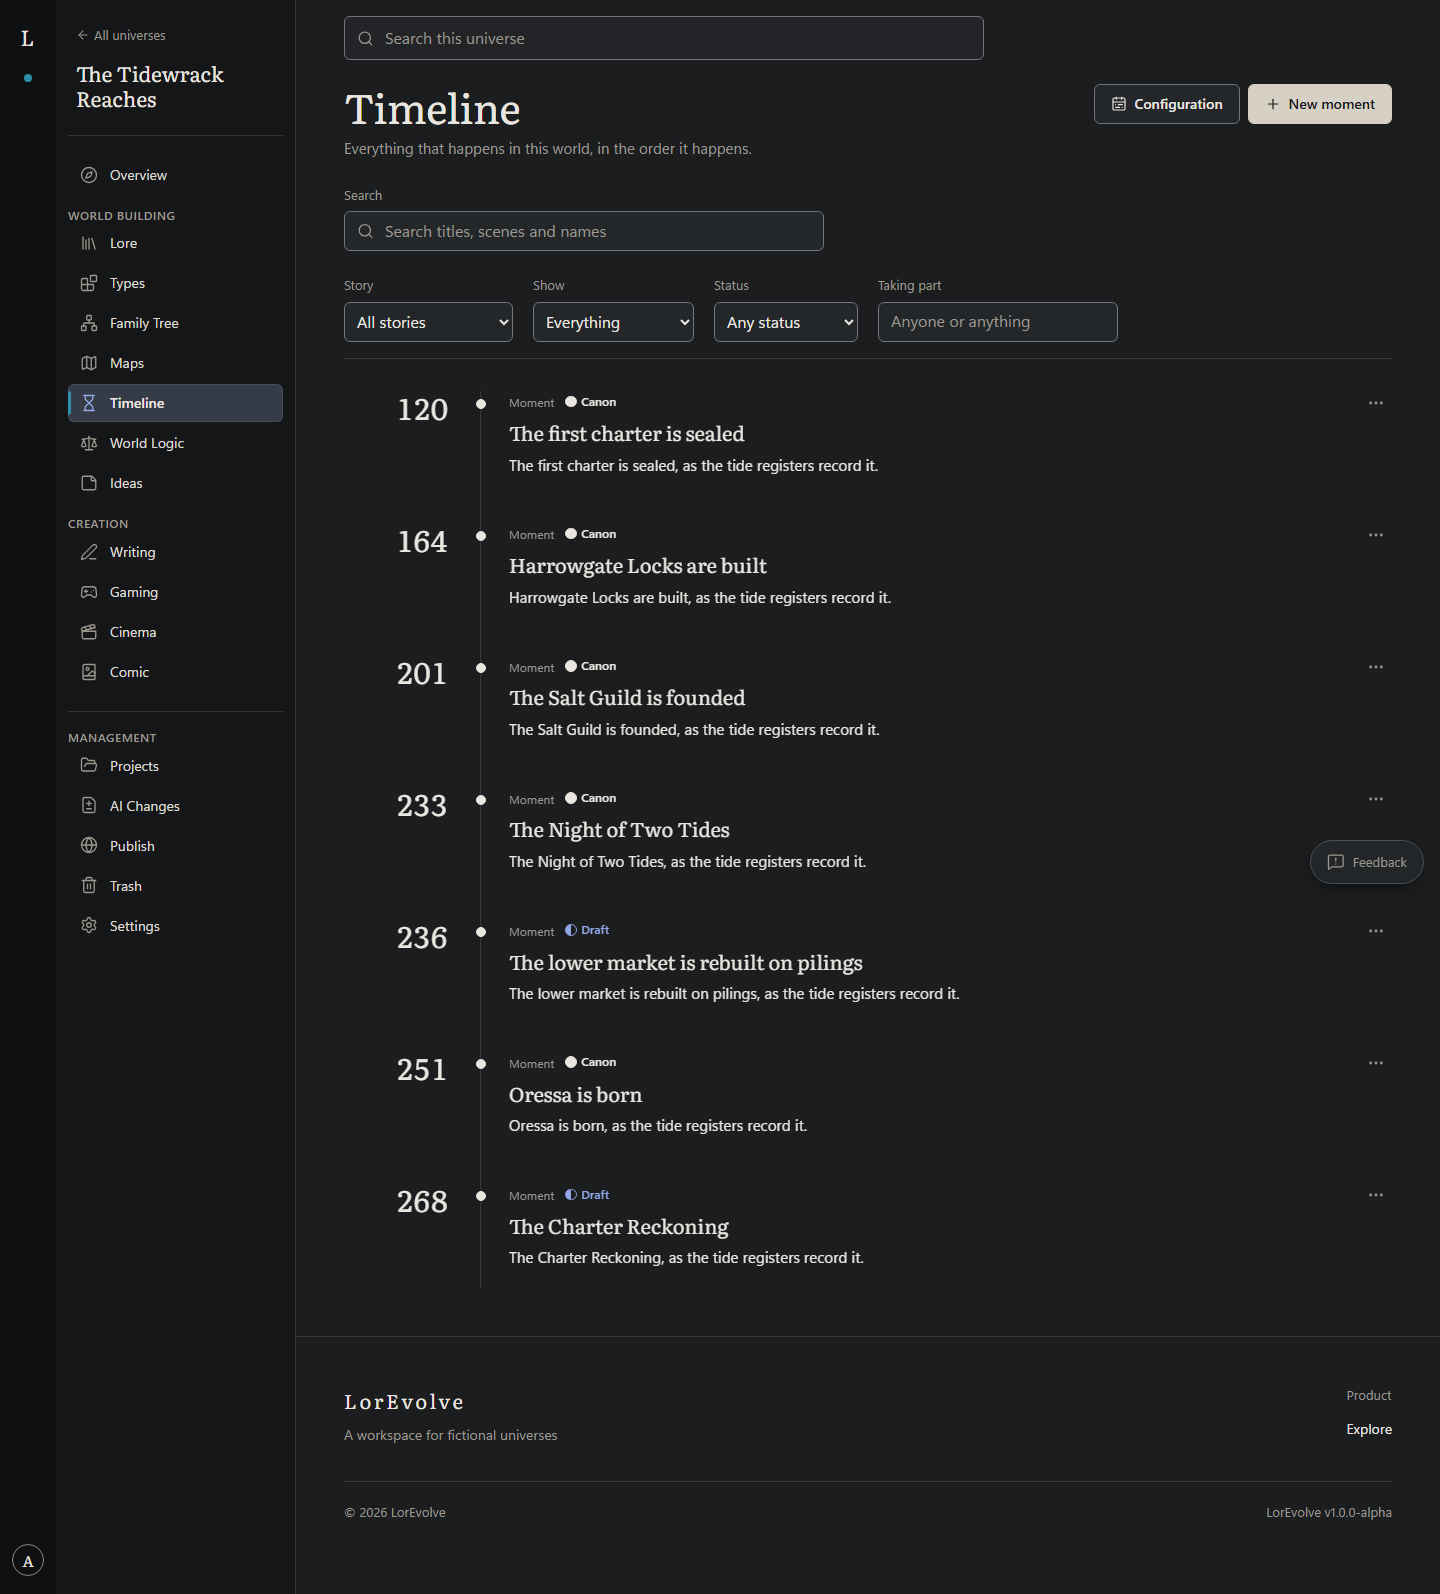 L
All universes
The Tidewrack
Reaches
Overview
WORLD BUILDING
Lore
Types
Family Tree
Maps
Timeline
World Logic
Ideas
CREATION
Writing
Gaming
Cinema
Comic
MANAGEMENT
Projects
AI Changes
Publish
Trash
Settings
A
Search this universe
Timeline
Configuration
New moment
Everything that happens in this world, in the order it happens.
Search
Search titles, scenes and names
Story
Show
Status
Taking part
All stories
Everything
Any status
Anyone or anything
120
Moment
Canon
The first charter is sealed
The first charter is sealed, as the tide registers record it.
164
Moment
Canon
Harrowgate Locks are built
Harrowgate Locks are built, as the tide registers record it.
201
Moment
Canon
The Salt Guild is founded
The Salt Guild is founded, as the tide registers record it.
233
Moment
Canon
The Night of Two Tides
The Night of Two Tides, as the tide registers record it.
Feedback
236
Moment
Draft
The lower market is rebuilt on pilings
The lower market is rebuilt on pilings, as the tide registers record it.
251
Moment
Canon
Oressa is born
Oressa is born, as the tide registers record it.
268
Moment
Draft
The Charter Reckoning
The Charter Reckoning, as the tide registers record it.
LorEvolve
A workspace for fictional universes
Product
Explore
© 2026 LorEvolve
LorEvolve v1.0.0-alpha